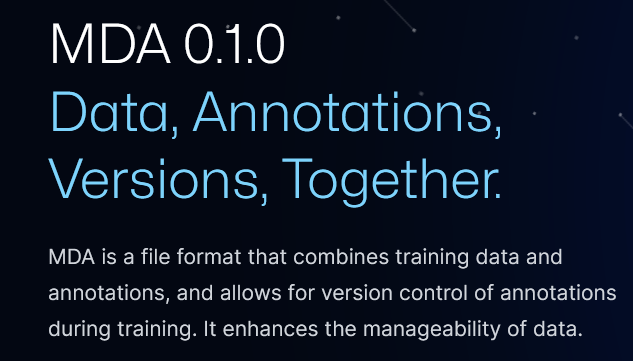 MDA 0.1.0
Data, Annotations,
Versions, Together.
MDA is a file format that combines training data and
annotations, and allows for version control of annotations
during training. It enhances the manageability of data.